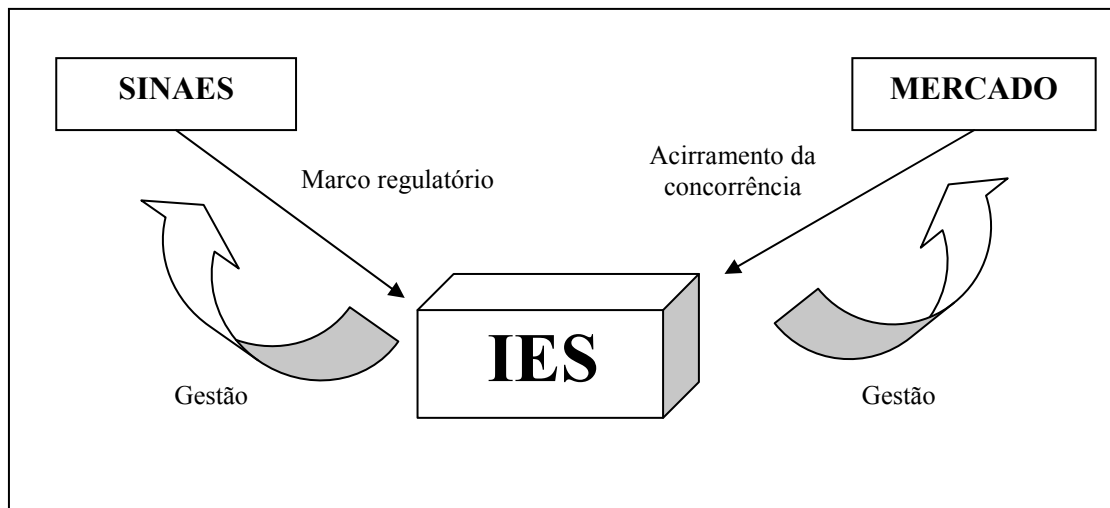 SINAES
MERCADO
Marco regulatório
Acirramento da
concorrência
IES
Gestão
Gestão